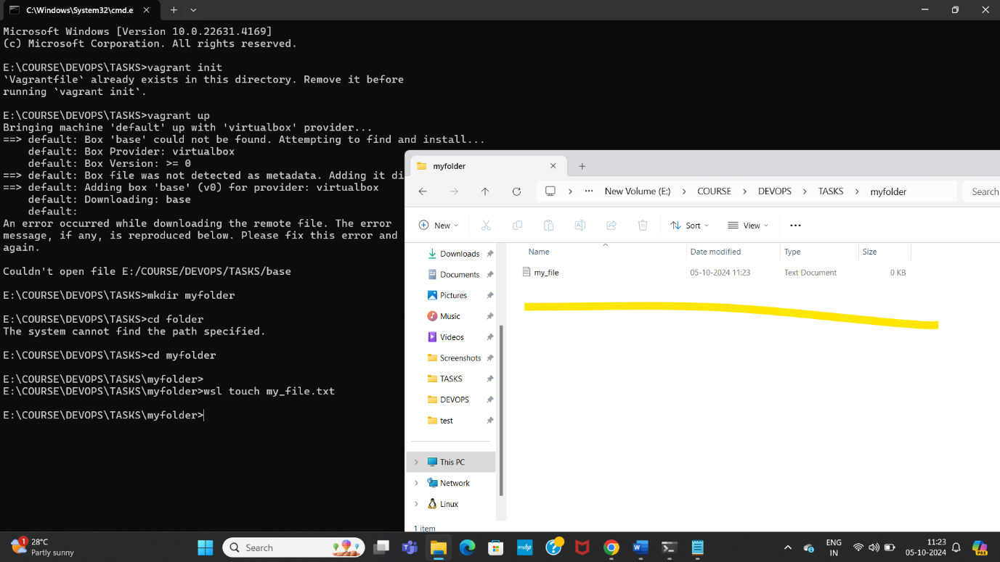 C:\Windows\System32\cmd.e
Microsoft Windows [Version 10.0.22631.4169]
(c) Microsoft Corporation. All rights reserved.
E:\COURSE\DEVOPS\TASKS>vagrant init
`Vagrantfile` already exists in this directory. Remove it before
running `vagrant init`.
E:\COURSE\DEVOPS\TASKS>vagrant up
Bringing machine 'default' up with 'virtualbox' provider...
==> default: Box 'base' could not be found. Attempting to find and install...
default: Box Provider: virtualbox
default: Box Version: >= 0
==> default: Box file was not detected as metadata. Adding it di
==> default: Adding box 'base' (v0) for provider: virtualbox
default: Downloading: base
default:
An error occurred while downloading the remote file. The error
message, if any, is reproduced below. Please fix this error and
again.
Couldn't open file E:/COURSE/DEVOPS/TASKS/base
E:\COURSE\DEVOPS\TASKS>mkdir myfolder
E:\COURSE\DEVOPS\TASKS>cd folder
The system cannot find the path specified.
E:\COURSE\DEVOPS\TASKS>cd myfolder
E:\COURSE\DEVOPS\TASKS\myfolder>
E:\COURSE\DEVOPS\TASKS\myfolder>wsl touch my_file.txt
E:\COURSE\DEVOPS\TASKS\myfolder>
myfolder
New Volume (E:) > COURSE > DEVOPS > TASKS > myfolder
Search
New
Sort
View
Name Date modified Type Size
my_file 05-10-2024 11:23 Text Document 0 KB
Downloads
Documents
Pictures
Music
Videos
Screenshots
TASKS
DEVOPS
test
This PC
Network
Linux
1 item
1
28°C
Partly sunny
Search
myhp
ENG
IN
11:23
05-10-2024
PRE